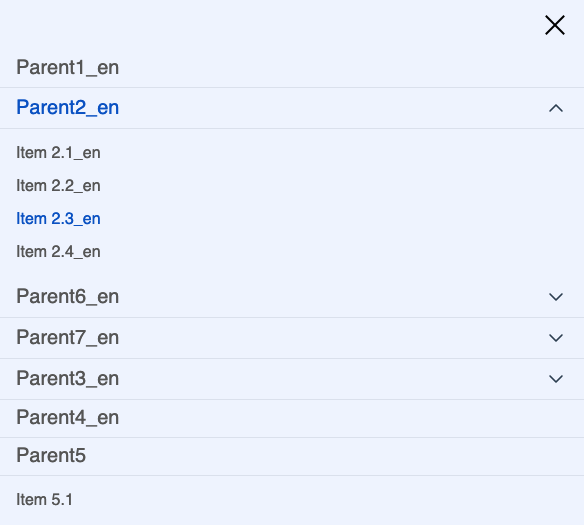 Parent1_en
Parent2_en
Item 2.1_en
Item 2.2_en
Item 2.3_en
Item 2.4_en
Parent6_en
Parent7_en
Parent3_en
Parent4_en
Parent5
Item 5.1